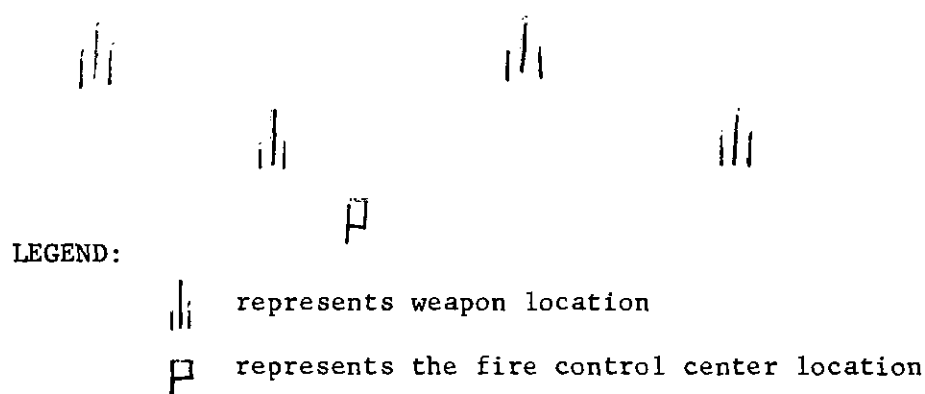 LEGEND:
represents weapon location
represents the fire control center location